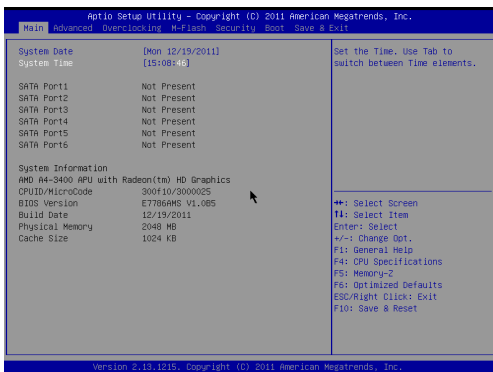 Aptio Setup Utility – Copyright (C) 2011 American Megatrends, Inc.
Main Advanced Overclocking M-Flash Security Boot Save & Exit
System Date [Mon 12/19/2011]
System Time [15:08:46]
SATA Port1 Not Present
SATA Port2 Not Present
SATA Port3 Not Present
SATA Port4 Not Present
SATA Port5 Not Present
SATA Port6 Not Present
System Information
AMD A4-3400 APU with Radeon(tm) HD Graphics
CPUID/MicroCode 300f10/3000025
BIOS Version E7786AMS V1.0B5
Build Date 12/19/2011
Physical Memory 2048 MB
Cache Size 1024 KB
Set the Time. Use Tab to
switch between Time elements.
→←: Select Screen
↑↓: Select Item
Enter: Select
+/-: Change Opt.
F1: General Help
F4: CPU Specifications
F5: Memory-Z
F6: Optimized Defaults
ESC/Right Click: Exit
F10: Save & Reset
Version 2.13.1215. Copyright (C) 2011 American Megatrends, Inc.